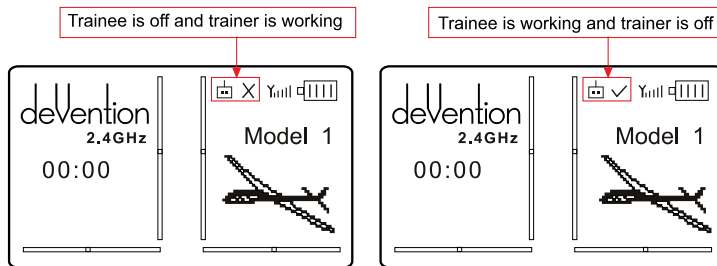 Trainee is off and trainer is working
Trainee is working and trainer is off
deVention
2.4GHz
00:00
Model 1
deVention
2.4GHz
00:00
Model 1